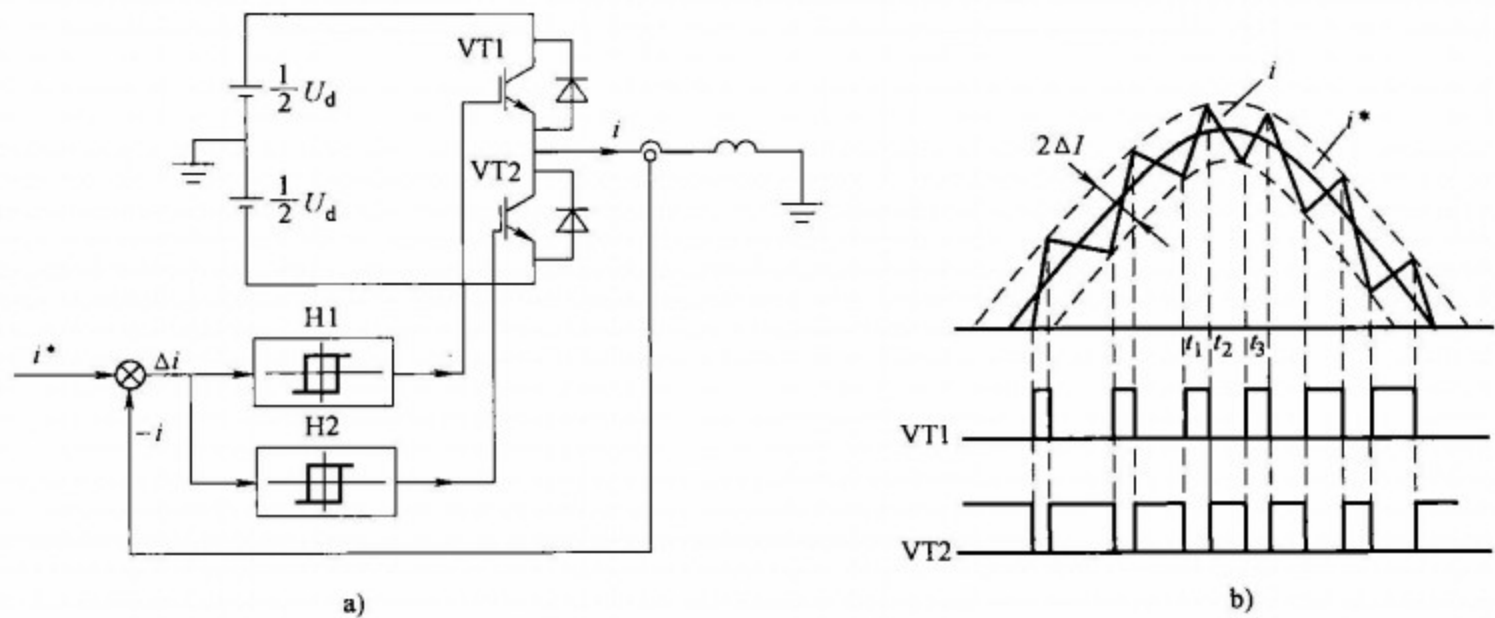 VT1
1/2 U_d
i
VT2
1/2 U_d
H1
i*
Δi
H2
−i
a)
i
i*
2ΔI
t₁ t₂ t₃
VT1
VT2
b)